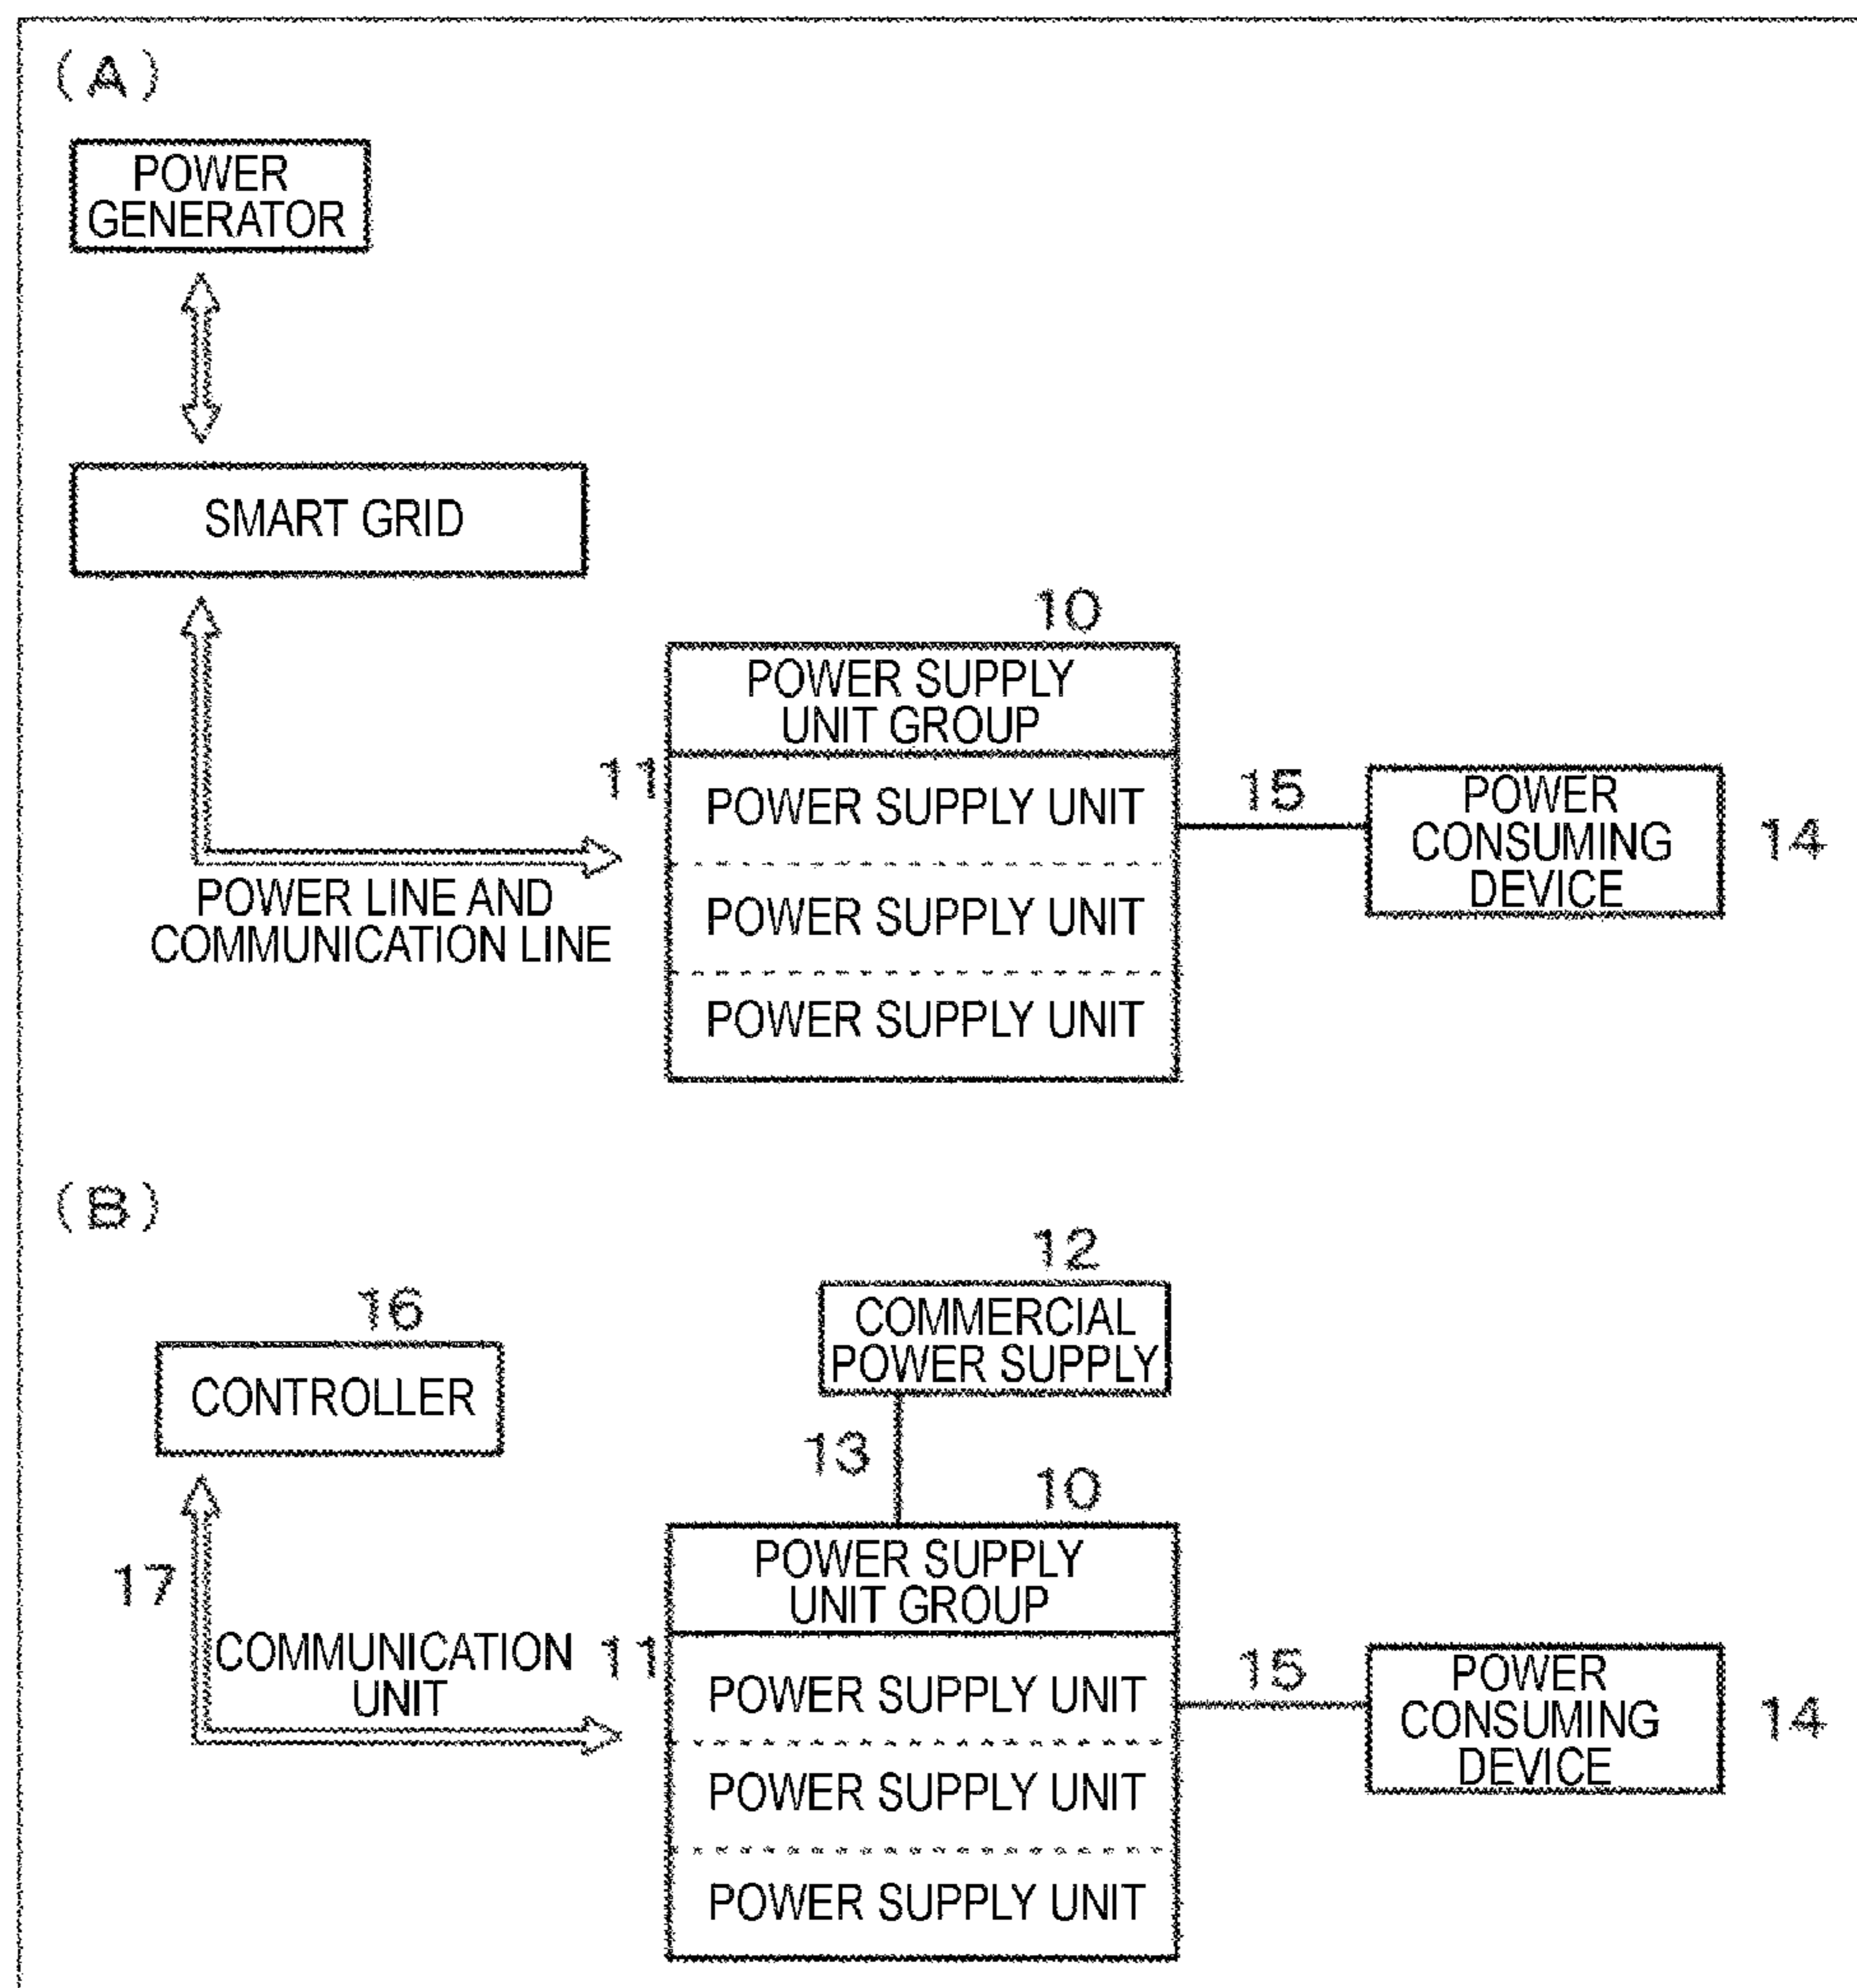 (A)
POWER
GENERATOR
SMART GRID
10
POWER SUPPLY
UNIT GROUP
11
POWER SUPPLY UNIT
15
POWER
CONSUMING
DEVICE
14
POWER LINE AND
COMMUNICATION LINE
POWER SUPPLY UNIT
POWER SUPPLY UNIT
(B)
12
COMMERCIAL
POWER SUPPLY
16
CONTROLLER
13
10
POWER SUPPLY
UNIT GROUP
17
COMMUNICATION
UNIT
11
POWER SUPPLY UNIT
15
POWER
CONSUMING
DEVICE
14
POWER SUPPLY UNIT
POWER SUPPLY UNIT